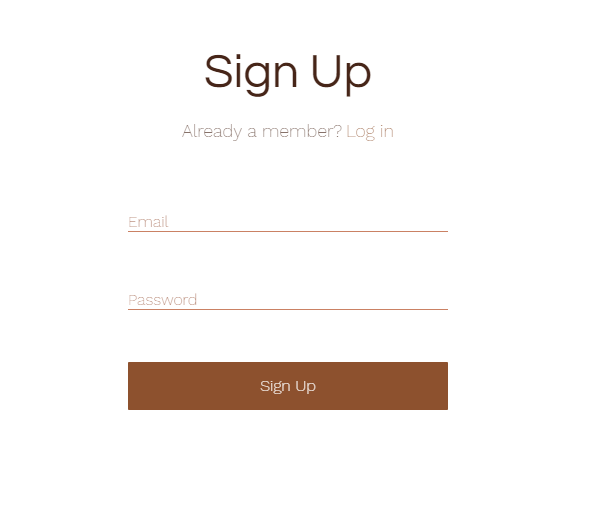 Sign Up
Already a member? Log in
Email
Password
Sign Up